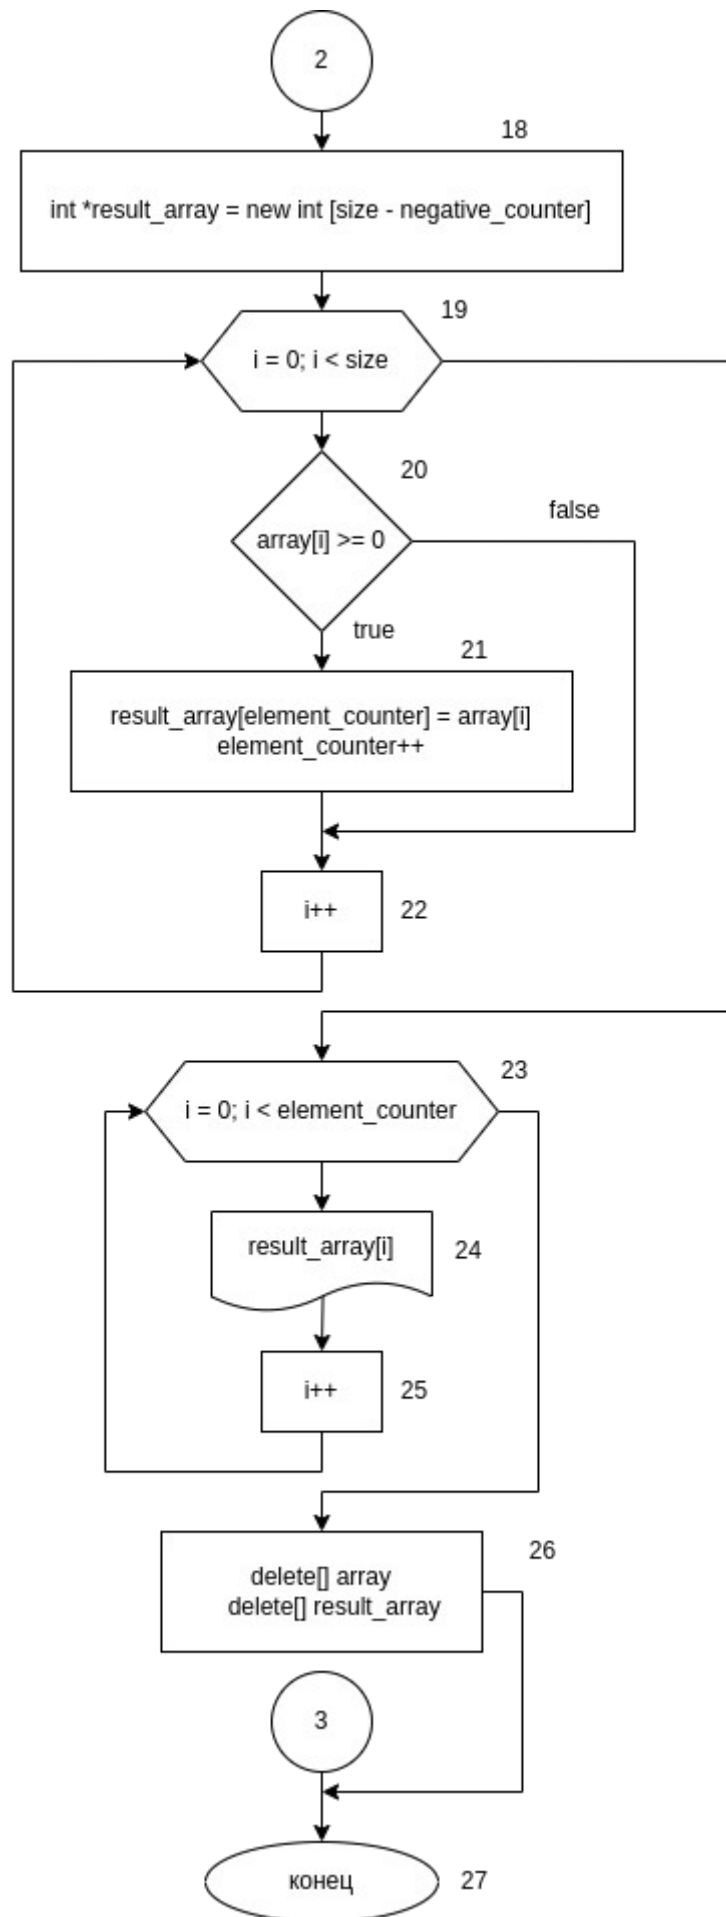 2
18
int *result_array = new int [size - negative_counter]
19
i = 0; i < size
20
false
array[i] >= 0
true
21
result_array[element_counter] = array[i]
element_counter++
i++
22
23
i = 0; i < element_counter
result_array[i]
24
i++
25
26
delete[] array
delete[] result_array
3
конец
27